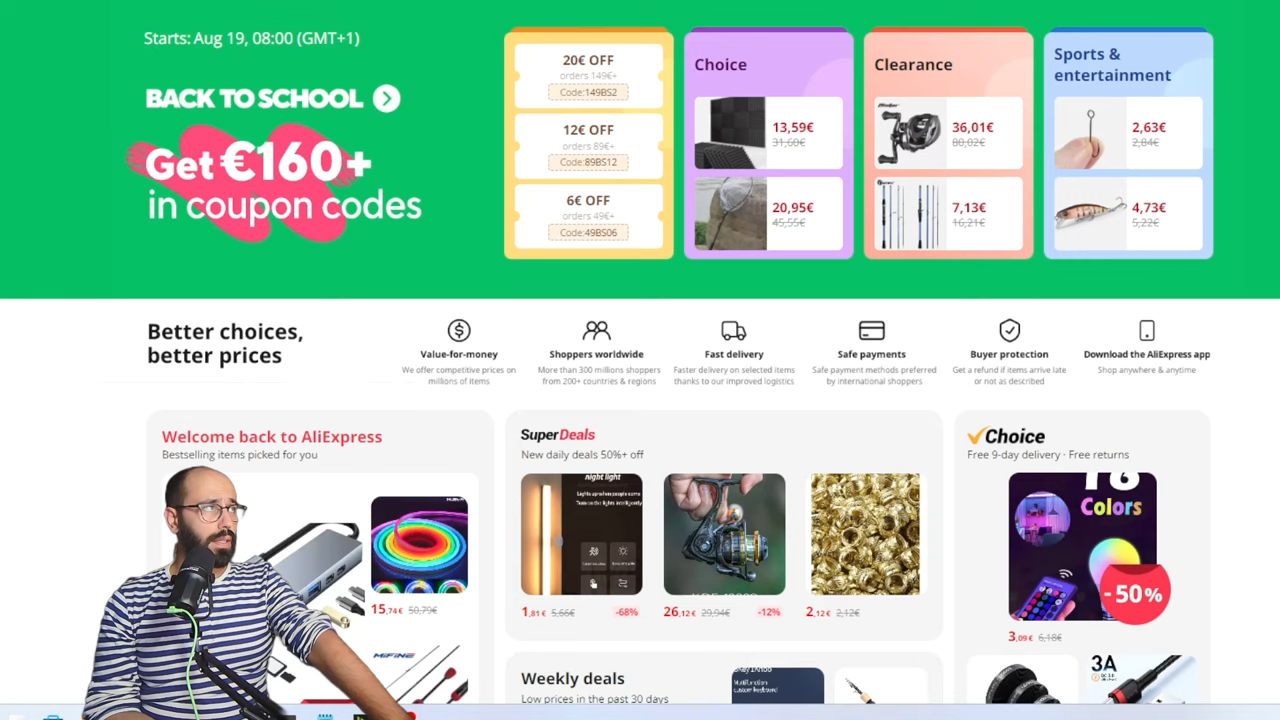 Starts: Aug 19, 08:00 (GMT+1)
BACK TO SCHOOL
Get €160+
in coupon codes
20€ OFF
orders 149€+
Code:149BS2
12€ OFF
orders 89€+
Code:89BS12
6€ OFF
orders 49€+
Code:49BS06
Choice
13,59€
31,60€
20,95€
45,55€
Clearance
36,01€
80,02€
7,13€
16,21€
Sports &
entertainment
2,63€
2,84€
4,73€
5,22€
Better choices,
better prices
Value-for-money
We offer competitive prices on
millions of items
Shoppers worldwide
More than 300 millions shoppers
from 200+ countries & regions
Fast delivery
Faster delivery on selected items
thanks to our improved logistics
Safe payments
Safe payment methods preferred
by international shoppers
Buyer protection
Get a refund if items arrive late
or not as described
Download the AliExpress app
Shop anywhere & anytime
Welcome back to AliExpress
Bestselling items picked for you
15,74€ 50,79€
MIFINE
SuperDeals
New daily deals 50%+ off
night light
1,81€ 5,66€ -68%
26,12€ 29,94€ -12%
2,12€ 2,12€
Choice
Free 9-day delivery · Free returns
16
Colors
-50%
3,09€ 6,18€
3A
Weekly deals
Low prices in the past 30 days
Multifunction
custom keyboard